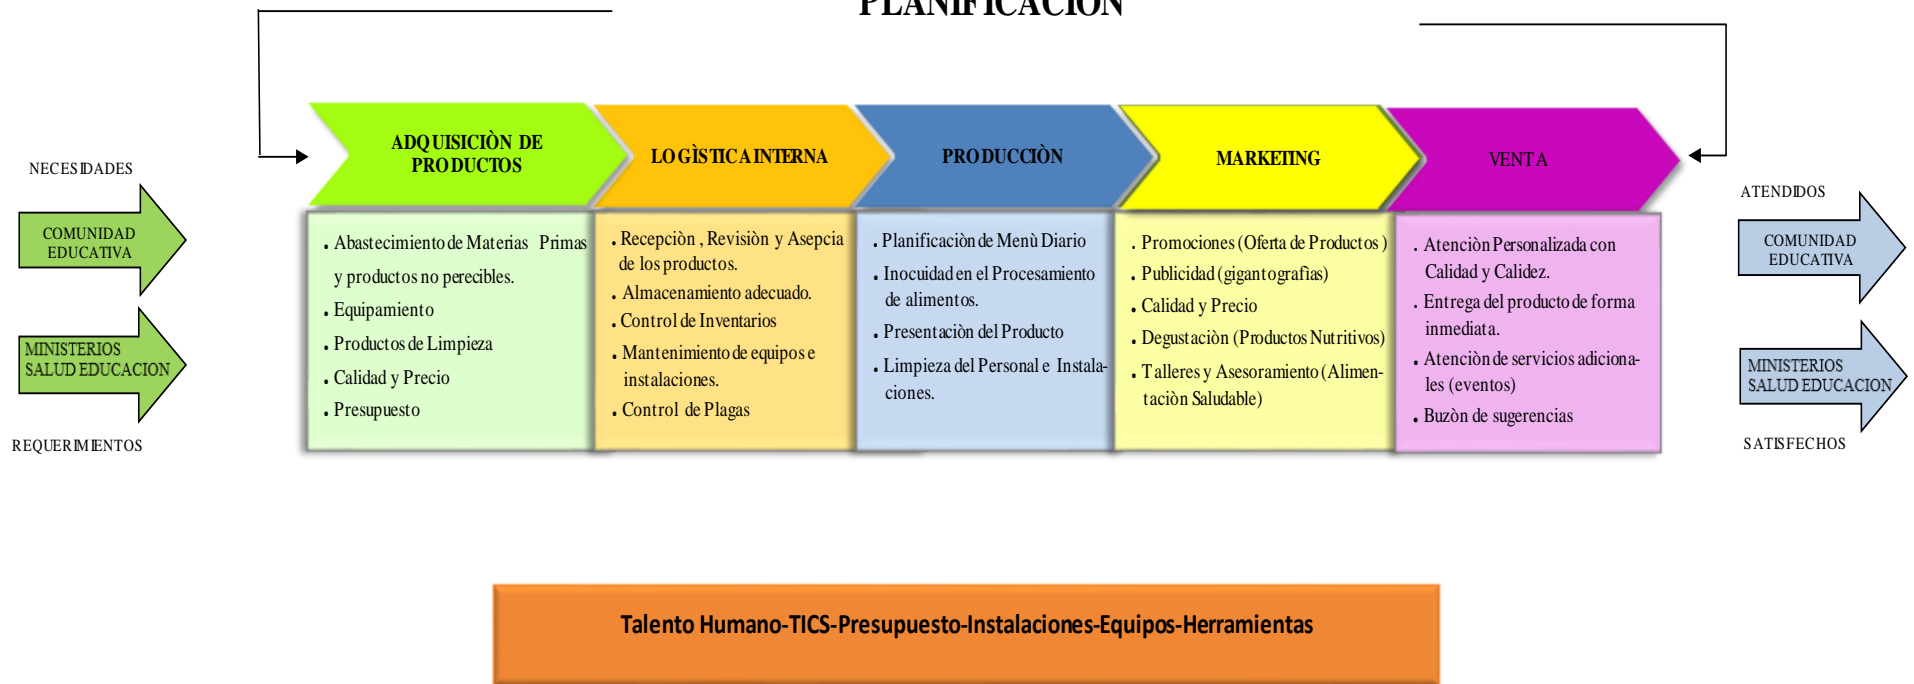 PLANIFICACIÓN
NECESIDADES
COMUNIDAD
EDUCATIVA
MINISTERIOS
SALUD EDUCACION
REQUERIMIENTOS
ADQUISICIÒN DE
PRODUCTOS
. Abastecimiento de Materias Primas
y productos no perecibles.
. Equipamiento
. Productos de Limpieza
. Calidad y Precio
. Presupuesto
LOGÌSTICA INTERNA
. Recepciòn , Revisiòn y Asepcia
de los productos.
. Almacenamiento adecuado.
. Control de Inventarios
. Mantenimiento de equipos e
instalaciones.
. Control de Plagas
PRODUCCIÒN
. Planificaciòn de Menù Diario
. Inocuidad en el Procesamiento
de alimentos.
. Presentaciòn del Producto
. Limpieza del Personal e Instala-
ciones.
MARKETING
. Promociones (Oferta de Productos )
. Publicidad (gigantografìas)
. Calidad y Precio
. Degustaciòn (Productos Nutritivos)
. Talleres y Asesoramiento (Alimen-
taciòn Saludable)
VENTA
. Atenciòn Personalizada con
Calidad y Calidez.
. Entrega del producto de forma
inmediata.
. Atenciòn de servicios adiciona-
les (eventos)
. Buzòn de sugerencias
ATENDIDOS
COMUNIDAD
EDUCATIVA
MINISTERIOS
SALUD EDUCACION
SATISFECHOS
Talento Humano-TICS-Presupuesto-Instalaciones-Equipos-Herramientas